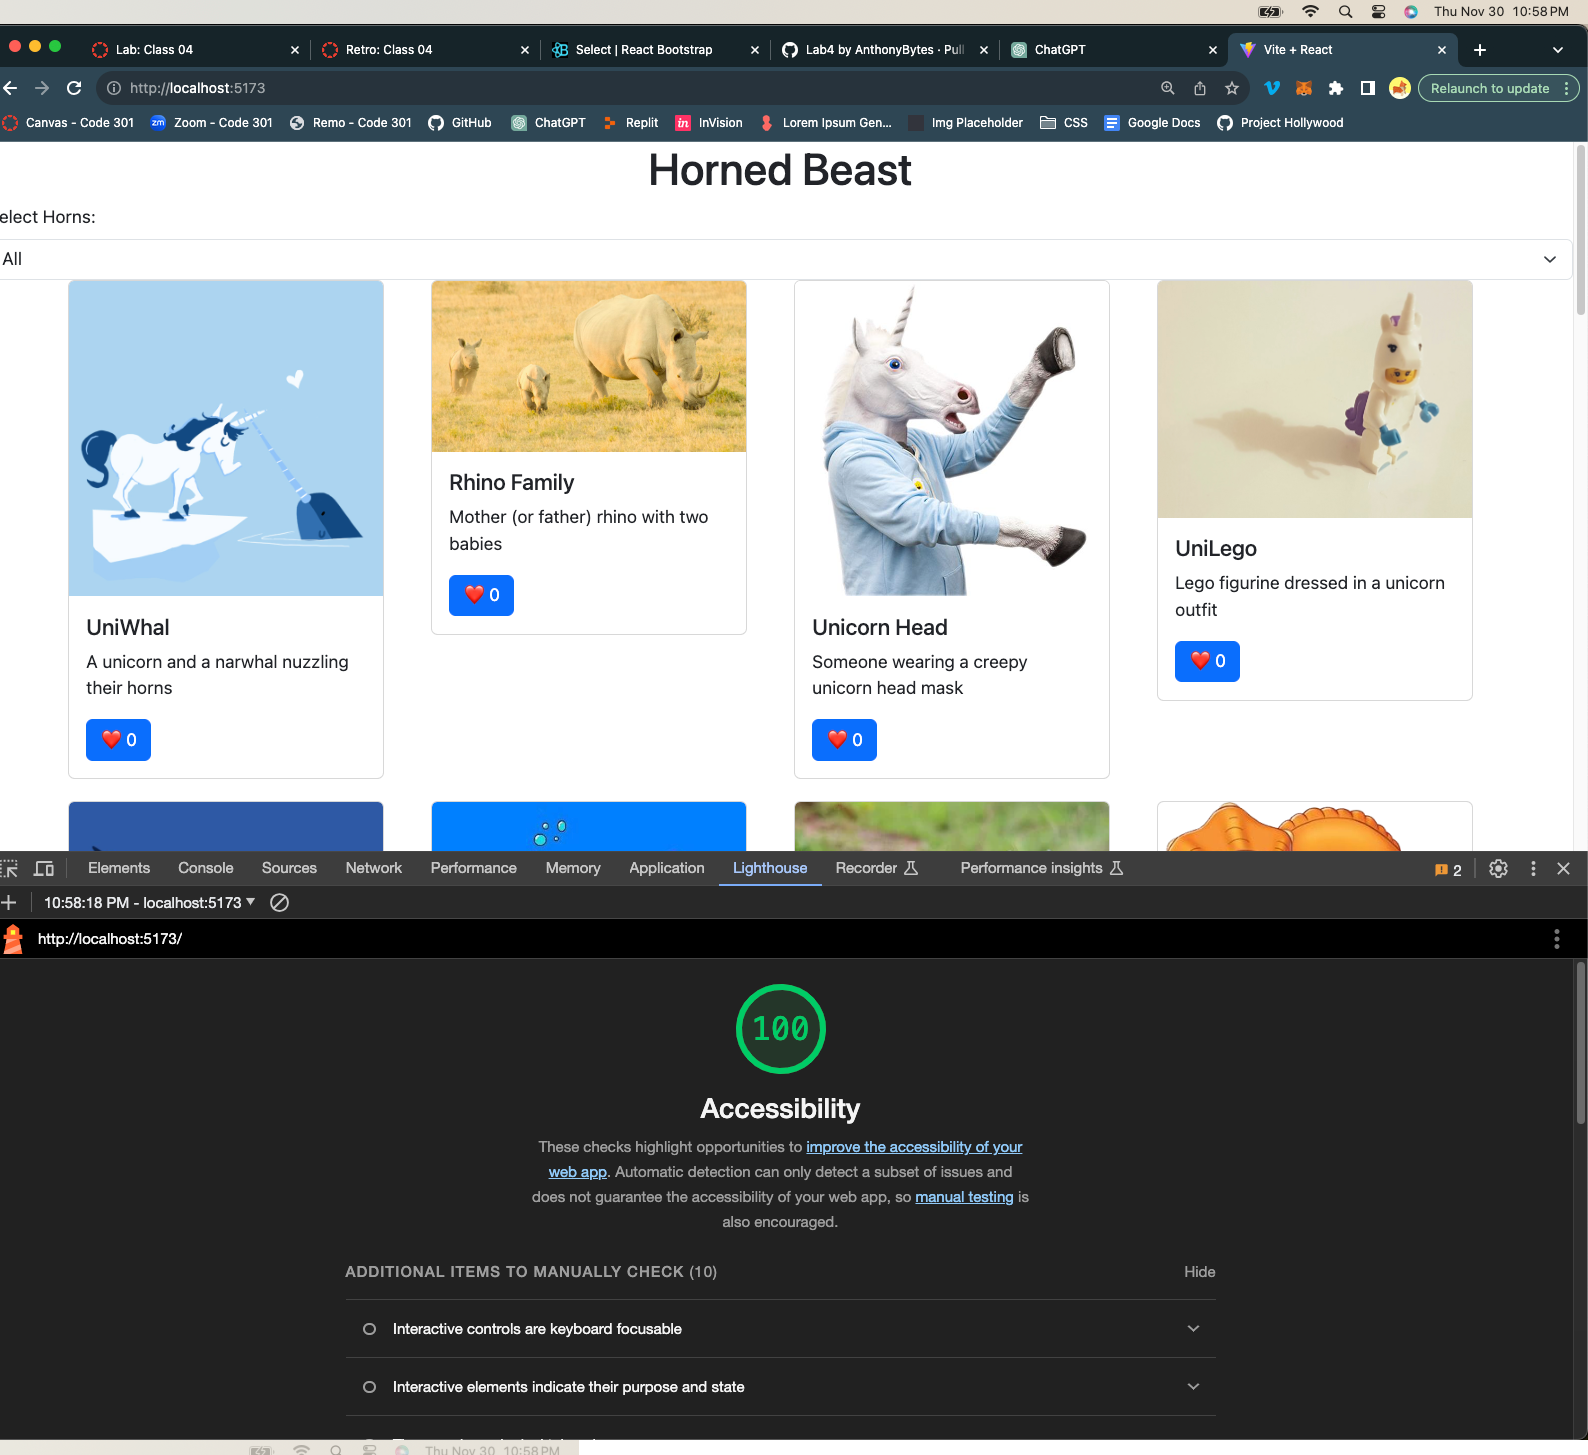 Thu Nov 30 10:58 PM
Lab: Class 04
Retro: Class 04
Select | React Bootstrap
Lab4 by AnthonyBytes · Pull
ChatGPT
Vite + React
http://localhost:5173
Relaunch to update
Canvas - Code 301
zm Zoom - Code 301
Remo - Code 301
GitHub
ChatGPT
Replit
in InVision
Lorem Ipsum Gen...
Img Placeholder
CSS
Google Docs
Project Hollywood
Horned Beast
elect Horns:
All
UniWhal
A unicorn and a narwhal nuzzling
their horns
0
Rhino Family
Mother (or father) rhino with two
babies
0
Unicorn Head
Someone wearing a creepy
unicorn head mask
0
UniLego
Lego figurine dressed in a unicorn
outfit
0
Elements
Console
Sources
Network
Performance
Memory
Application
Lighthouse
Recorder
Performance insights
2
10:58:18 PM - localhost:5173
http://localhost:5173/
100
Accessibility
These checks highlight opportunities to improve the accessibility of your
web app. Automatic detection can only detect a subset of issues and
does not guarantee the accessibility of your web app, so manual testing is
also encouraged.
ADDITIONAL ITEMS TO MANUALLY CHECK (10)
Hide
Interactive controls are keyboard focusable
Interactive elements indicate their purpose and state
Thu Nov 30 10:58 PM